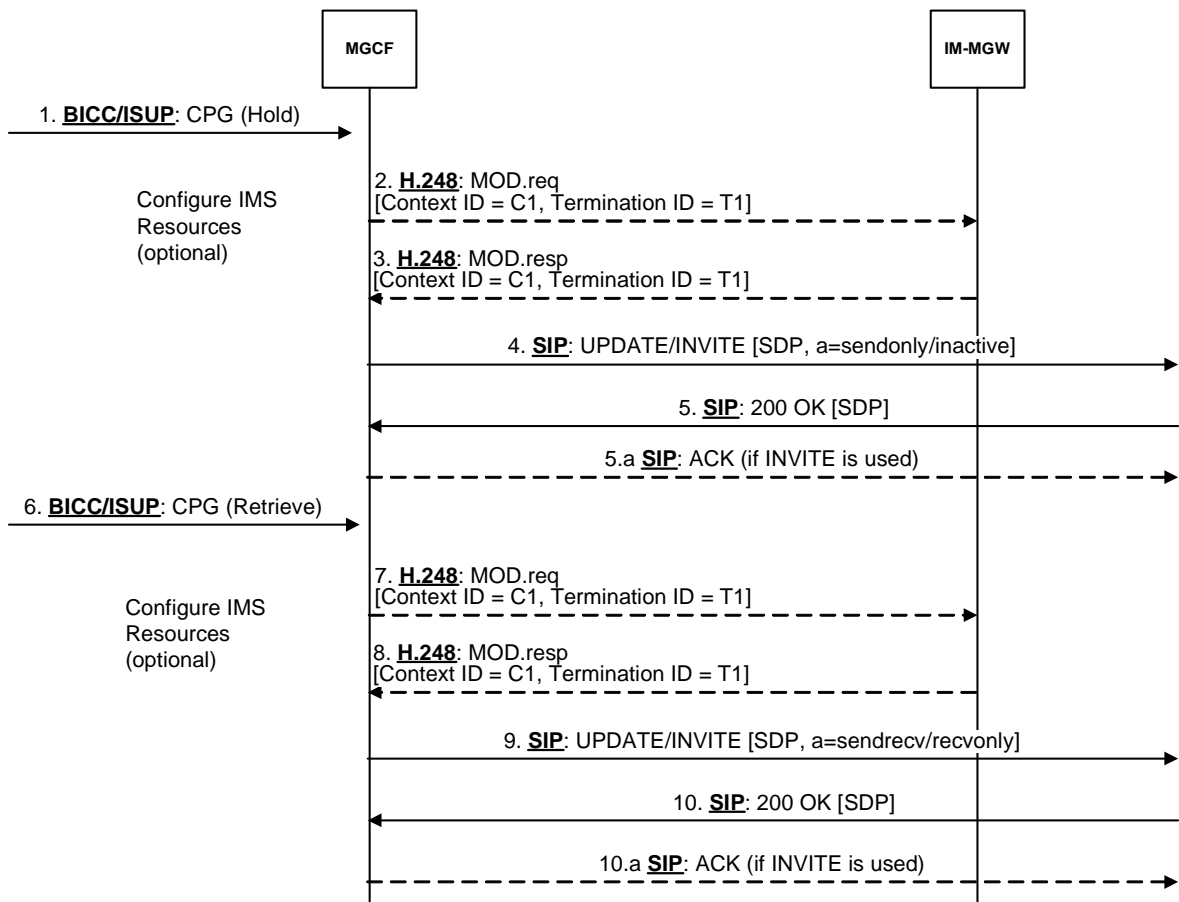 MGCF
IM-MGW
1. BICC/ISUP: CPG (Hold)
Configure IMS
Resources
(optional)
2. H.248: MOD.req
[Context ID = C1, Termination ID = T1]
3. H.248: MOD.resp
[Context ID = C1, Termination ID = T1]
4. SIP: UPDATE/INVITE [SDP, a=sendonly/inactive]
5. SIP: 200 OK [SDP]
5.a SIP: ACK (if INVITE is used)
6. BICC/ISUP: CPG (Retrieve)
Configure IMS
Resources
(optional)
7. H.248: MOD.req
[Context ID = C1, Termination ID = T1]
8. H.248: MOD.resp
[Context ID = C1, Termination ID = T1]
9. SIP: UPDATE/INVITE [SDP, a=sendrecv/recvonly]
10. SIP: 200 OK [SDP]
10.a SIP: ACK (if INVITE is used)